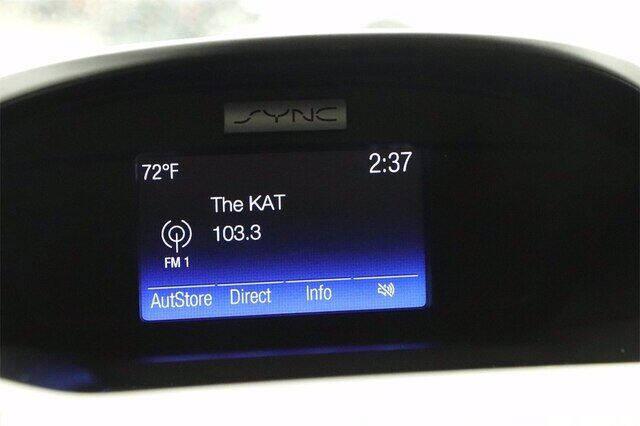 SYNC
72°F 2:37
The KAT
103.3
FM 1
AutStore Direct Info